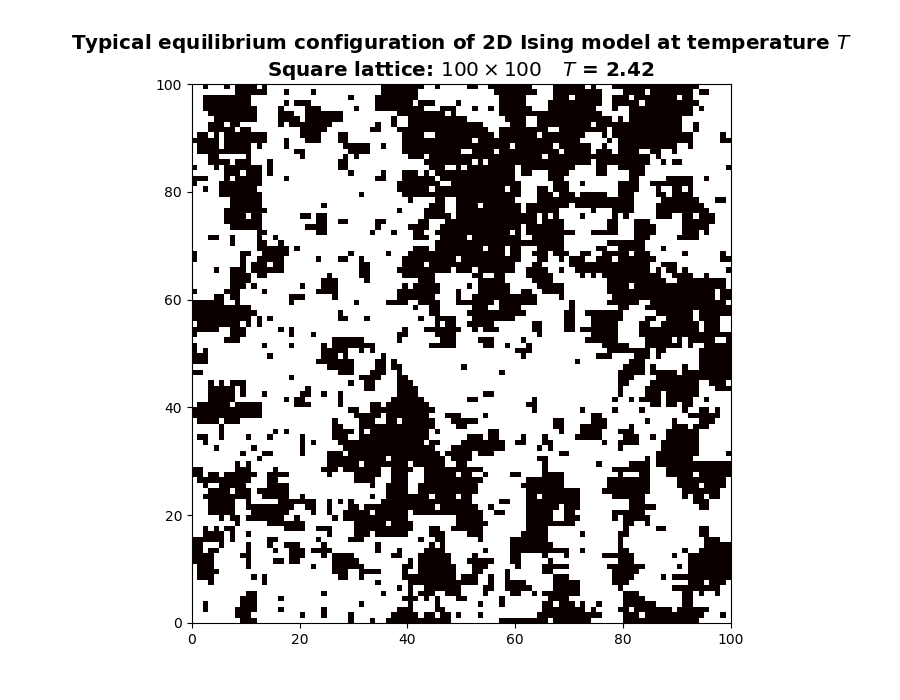 Typical equilibrium configuration of 2D Ising model at temperature T
Square lattice: 100 × 100 T = 2.42
100
80
60
40
20
0
0 20 40 60 80 100